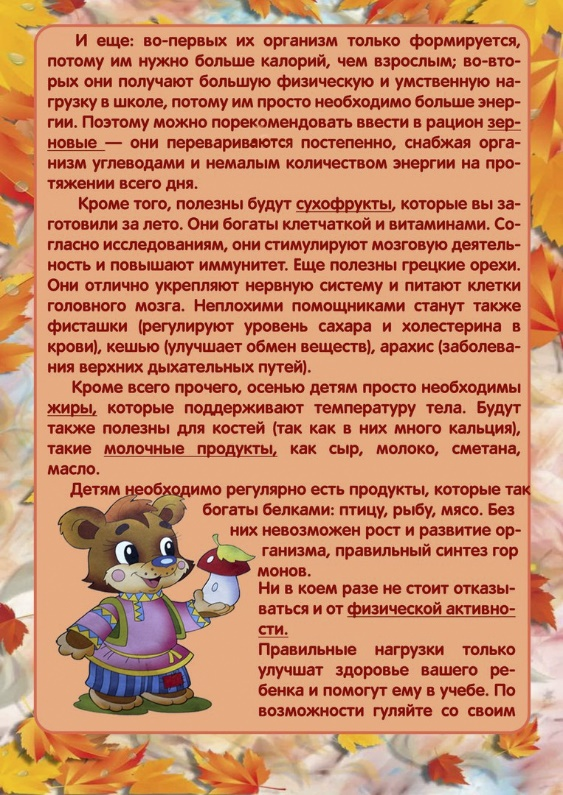 И еще: во-первых их организм только формируется,
потому им нужно больше калорий, чем взрослым; во-вто-
рых они получают большую физическую и умственную на-
грузку в школе, потому им просто необходимо больше энер-
гии. Поэтому можно порекомендовать ввести в рацион зер-
новые — они перевариваются постепенно, снабжая орга-
низм углеводами и немалым количеством энергии на про-
тяжении всего дня.
Кроме того, полезны будут сухофрукты, которые вы за-
готовили за лето. Они богаты клетчаткой и витаминами. Со-
гласно исследованиям, они стимулируют мозговую деятель-
ность и повышают иммунитет. Еще полезны грецкие орехи.
Они отлично укрепляют нервную систему и питают клетки
головного мозга. Неплохими помощниками станут также
фисташки (регулируют уровень сахара и холестерина в
крови), кешью (улучшает обмен веществ), арахис (заболева-
ния верхних дыхательных путей).
Кроме всего прочего, осенью детям просто необходимы
жиры, которые поддерживают температуру тела. Будут
также полезны для костей (так как в них много кальция),
такие молочные продукты, как сыр, молоко, сметана,
масло.
Детям необходимо регулярно есть продукты, которые так
богаты белками: птицу, рыбу, мясо. Без
них невозможен рост и развитие ор-
ганизма, правильный синтез гор
монов.
Ни в коем разе не стоит отказы-
ваться и от физической активно-
сти.
Правильные нагрузки только
улучшат здоровье вашего ре-
бенка и помогут ему в учебе. По
возможности гуляйте со своим